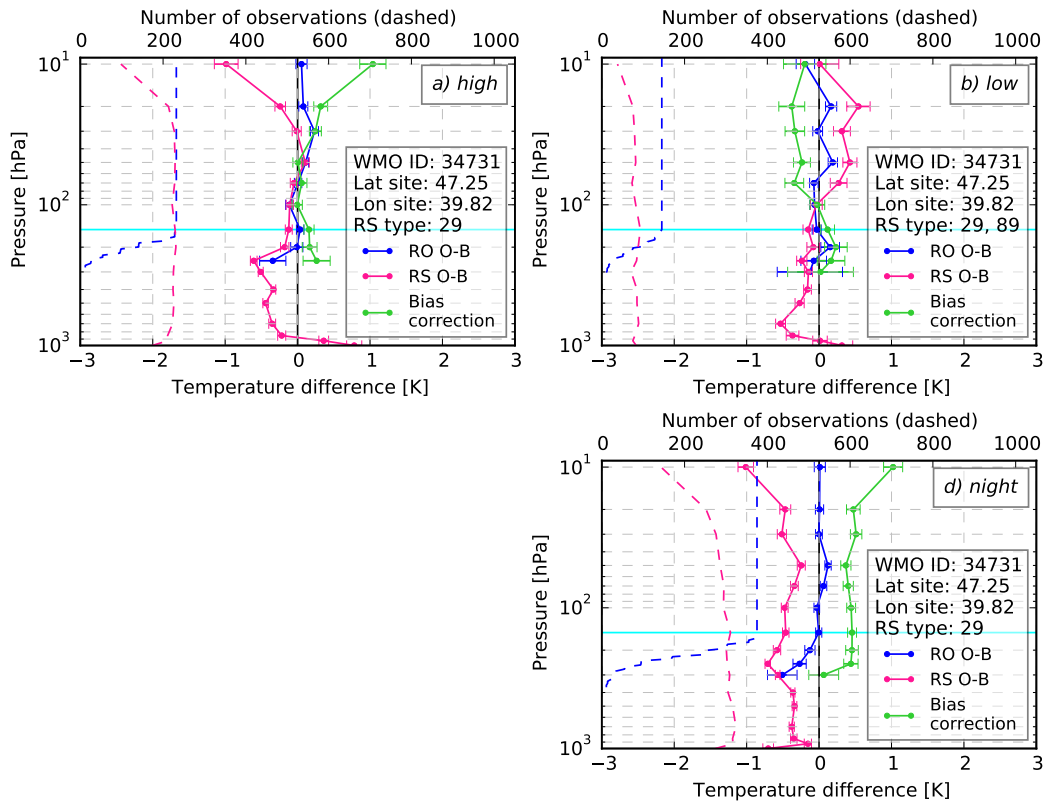 Number of observations (dashed)
0 200 400 600 800 1000
a) high
10¹
10²
10³
Pressure [hPa]
WMO ID: 34731
Lat site: 47.25
Lon site: 39.82
RS type: 29
RO O-B
RS O-B
Bias
correction
−3 −2 −1 0 1 2 3
Temperature difference [K]
Number of observations (dashed)
0 200 400 600 800 1000
b) low
10¹
10²
10³
Pressure [hPa]
WMO ID: 34731
Lat site: 47.25
Lon site: 39.82
RS type: 29, 89
RO O-B
RS O-B
Bias
correction
−3 −2 −1 0 1 2 3
Temperature difference [K]
Number of observations (dashed)
0 200 400 600 800 1000
d) night
10¹
10²
10³
Pressure [hPa]
WMO ID: 34731
Lat site: 47.25
Lon site: 39.82
RS type: 29
RO O-B
RS O-B
Bias
correction
−3 −2 −1 0 1 2 3
Temperature difference [K]